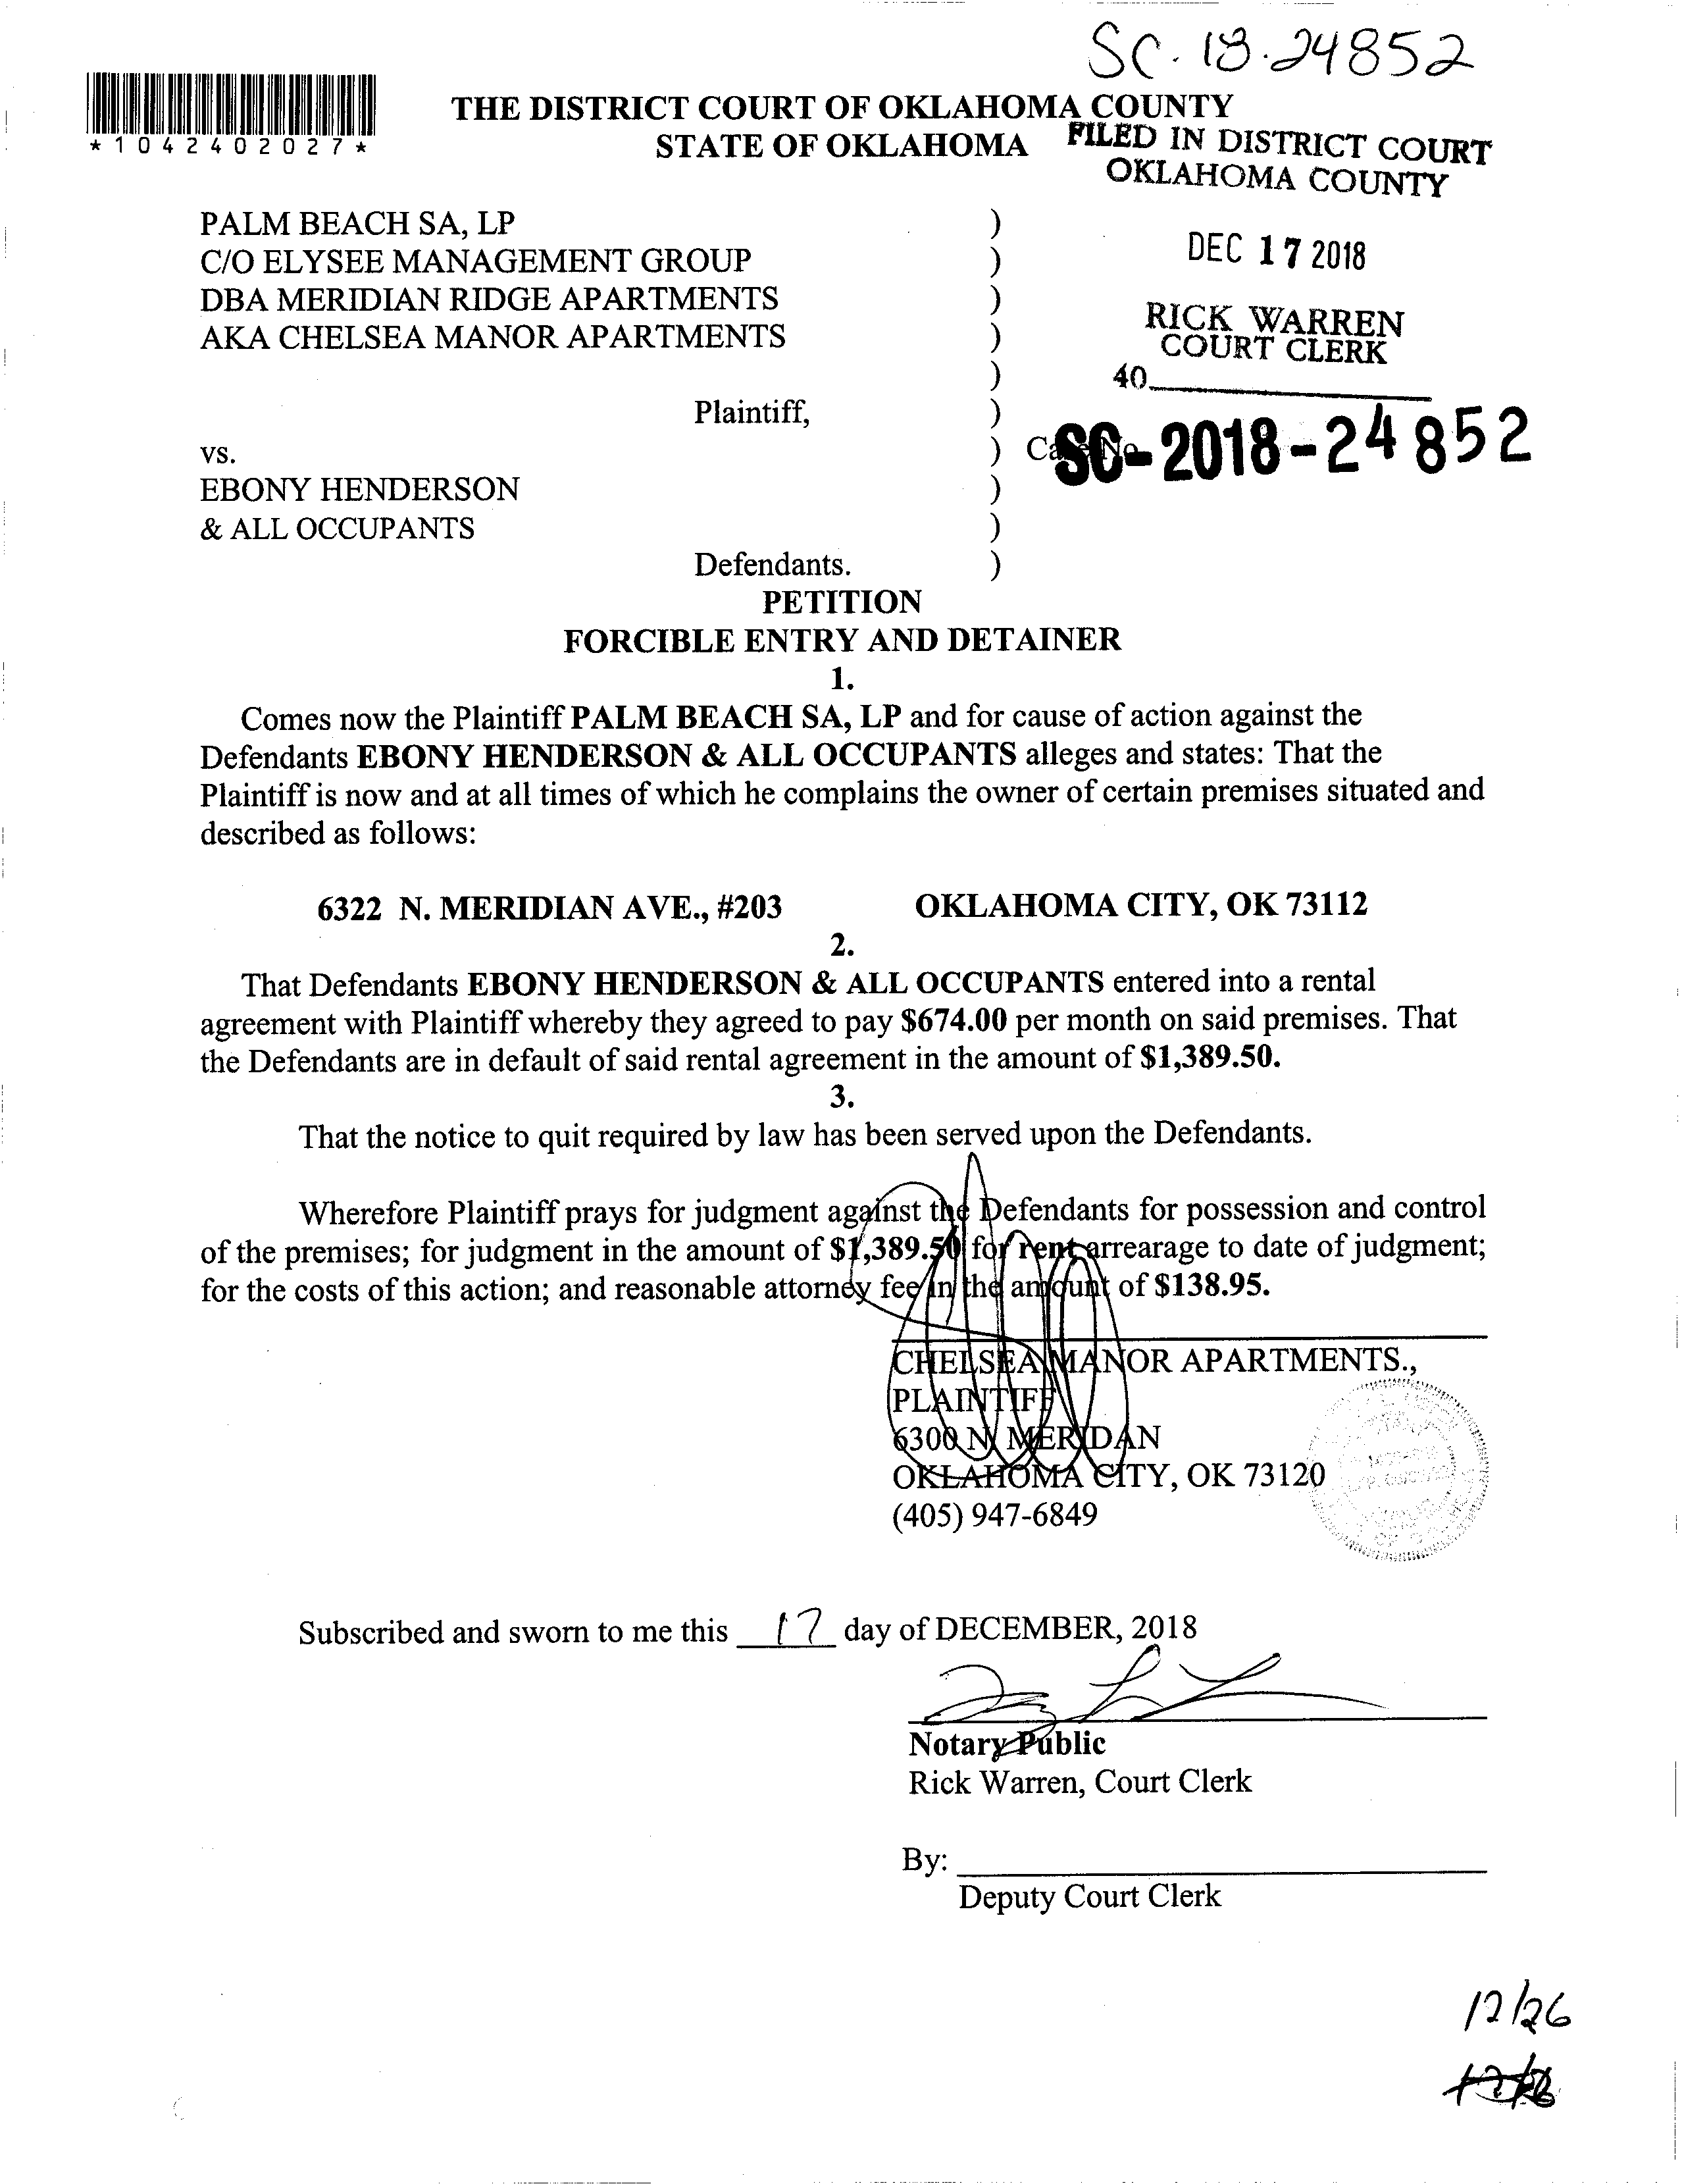 SC-18-24852
*1042402027*
THE DISTRICT COURT OF OKLAHOMA COUNTY
STATE OF OKLAHOMA
FILED IN DISTRICT COURT
OKLAHOMA COUNTY
DEC 17 2018
RICK WARREN
COURT CLERK
40
PALM BEACH SA, LP )
C/O ELYSEE MANAGEMENT GROUP )
DBA MERIDIAN RIDGE APARTMENTS )
AKA CHELSEA MANOR APARTMENTS )
)
Plaintiff, )
vs. ) Case No. SC-2018-24852
EBONY HENDERSON )
& ALL OCCUPANTS )
Defendants. )
PETITION
FORCIBLE ENTRY AND DETAINER
1.
Comes now the Plaintiff PALM BEACH SA, LP and for cause of action against the
Defendants EBONY HENDERSON & ALL OCCUPANTS alleges and states: That the
Plaintiff is now and at all times of which he complains the owner of certain premises situated and
described as follows:
6322 N. MERIDIAN AVE., #203 OKLAHOMA CITY, OK 73112
2.
That Defendants EBONY HENDERSON & ALL OCCUPANTS entered into a rental
agreement with Plaintiff whereby they agreed to pay $674.00 per month on said premises. That
the Defendants are in default of said rental agreement in the amount of $1,389.50.
3.
That the notice to quit required by law has been served upon the Defendants.
Wherefore Plaintiff prays for judgment against the Defendants for possession and control
of the premises; for judgment in the amount of $1,389.50 for rent arrearage to date of judgment;
for the costs of this action; and reasonable attorney fee in the amount of $138.95.
CHELSEA MANOR APARTMENTS.,
PLAINTIFF
6300 N. MERIDAN
OKLAHOMA CITY, OK 73120
(405) 947-6849
Subscribed and sworn to me this 17 day of DECEMBER, 2018
Notary Public
Rick Warren, Court Clerk
By:
Deputy Court Clerk
12/26